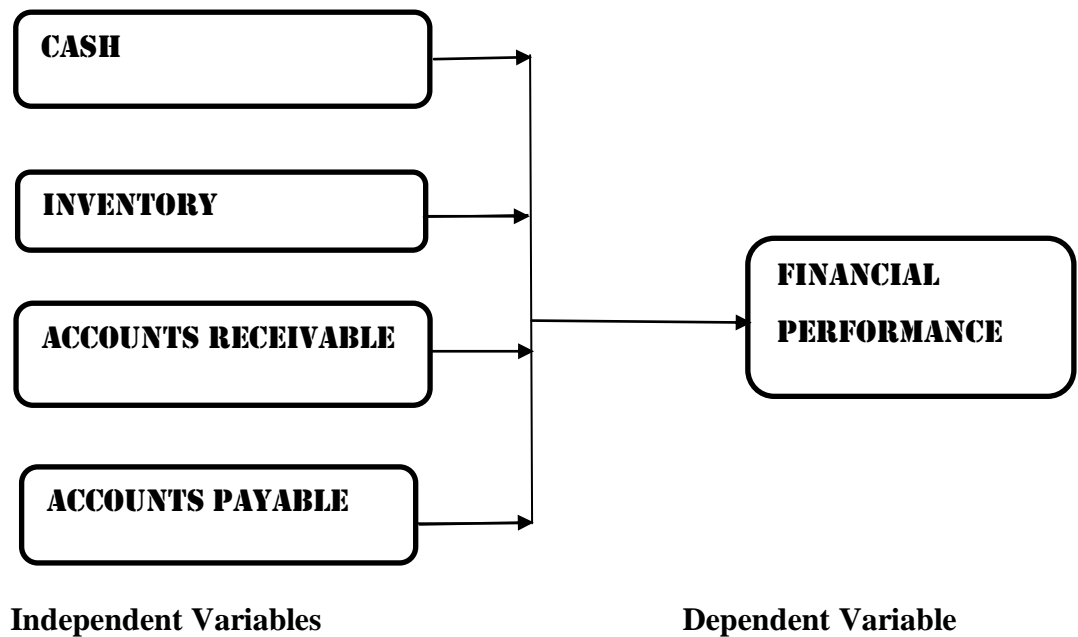 CASH
INVENTORY
ACCOUNTS RECEIVABLE
ACCOUNTS PAYABLE
FINANCIAL
PERFORMANCE
Independent Variables
Dependent Variable